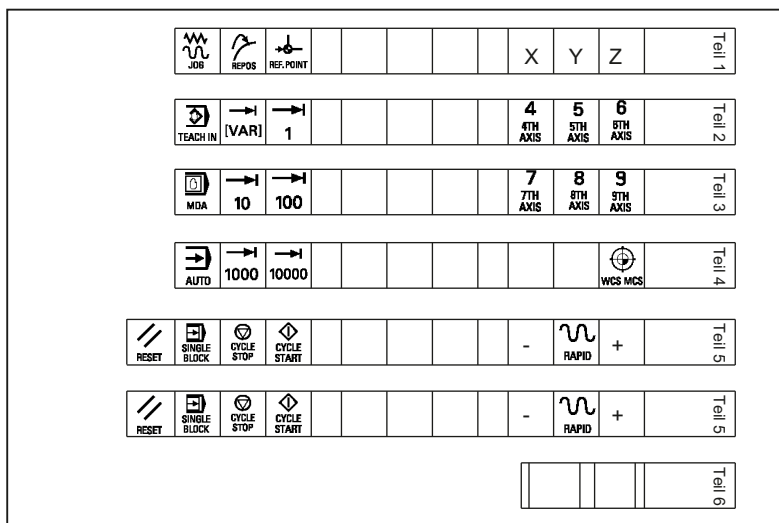 JOG REPOS REF. POINT X Y Z Teil 1
TEACH IN [VAR] 1 4 4TH AXIS 5 5TH AXIS 6 6TH AXIS Teil 2
MDA 10 100 7 7TH AXIS 8 8TH AXIS 9 9TH AXIS Teil 3
AUTO 1000 10000 WCS MCS Teil 4
RESET SINGLE BLOCK CYCLE STOP CYCLE START - RAPID + Teil 5
RESET SINGLE BLOCK CYCLE STOP CYCLE START - RAPID + Teil 5
Teil 6